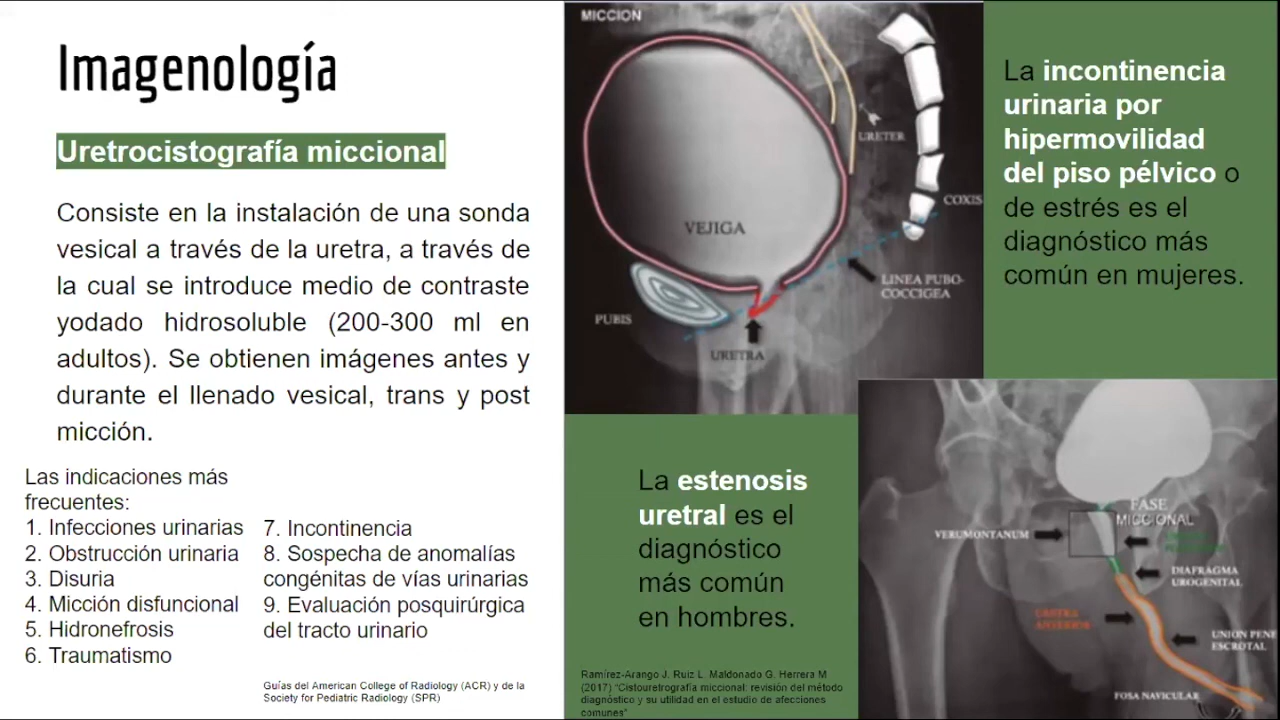 Imagenología
Uretrocistografía miccional
Consiste en la instalación de una sonda
vesical a través de la uretra, a través de
la cual se introduce medio de contraste
yodado hidrosoluble (200-300 ml en
adultos). Se obtienen imágenes antes y
durante el llenado vesical, trans y post
micción.
Las indicaciones más
frecuentes:
1. Infecciones urinarias
2. Obstrucción urinaria
3. Disuria
4. Micción disfuncional
5. Hidronefrosis
6. Traumatismo
7. Incontinencia
8. Sospecha de anomalías
congénitas de vías urinarias
9. Evaluación posquirúrgica
del tracto urinario
Guías del American College of Radiology (ACR) y de la
Society for Pediatric Radiology (SPR)
MICCION
URETER
COXIS
VEJIGA
LINEA PUBO-
COCCIGEA
PUBIS
URETRA
La incontinencia
urinaria por
hipermovilidad
del piso pélvico o
de estrés es el
diagnóstico más
común en mujeres.
La estenosis
uretral es el
diagnóstico
más común
en hombres.
Ramírez-Arango J. Ruiz L. Maldonado G. Herrera M
(2017) "Cistouretrografía miccional: revisión del método
diagnóstico y su utilidad en el estudio de afecciones
comunes"
FASE
MICCIONAL
VERUMONTANUM
DIAFRAGMA
UROGENITAL
URETRA
ANTERIOR
UNION PENE
ESCROTAL
FOSA NAVICULAR